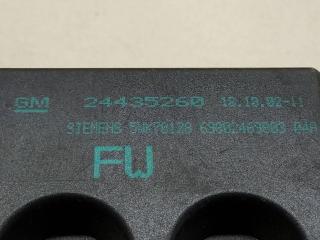 GM 24435260 18.10.02-11
SIEMENS 5WK70128 69802469003 04A
FW